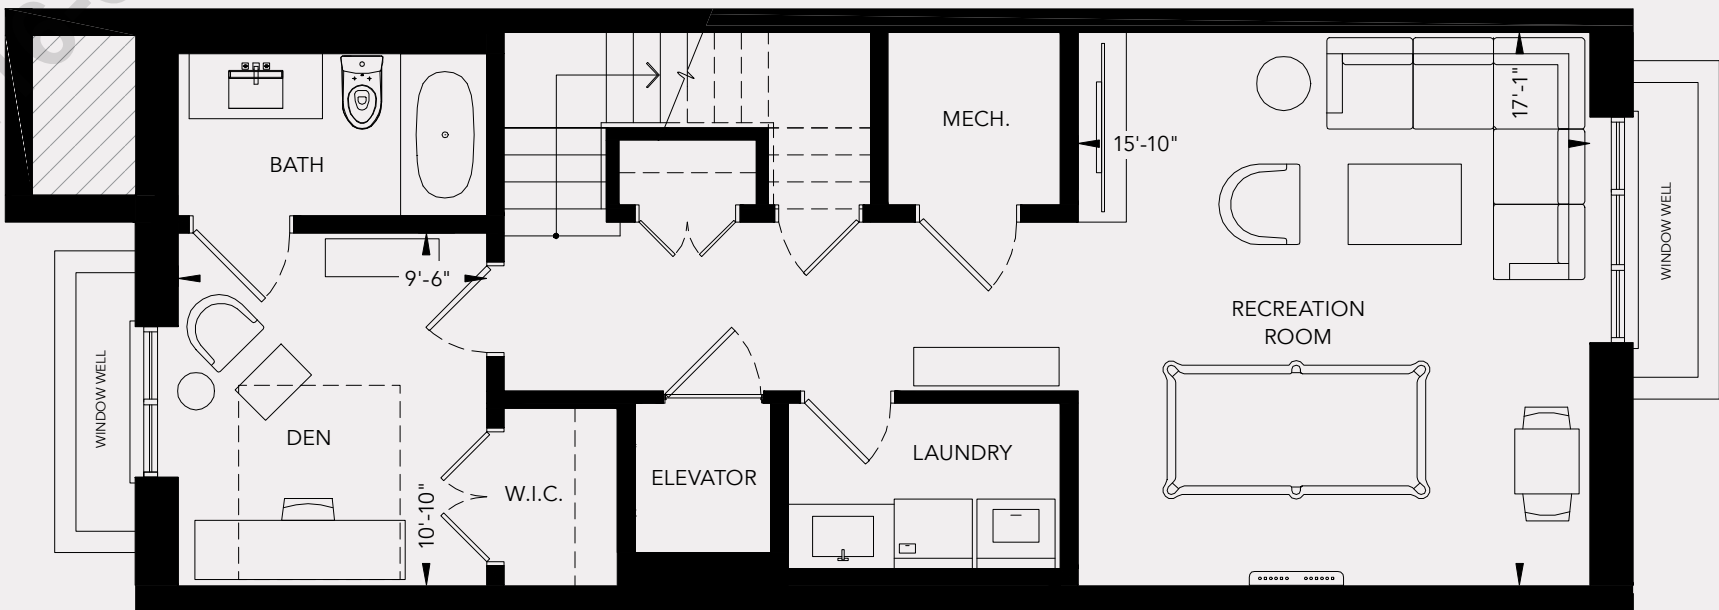 BATH
MECH.
15'-10"
17'-1"
9'-6"
WINDOW WELL
WINDOW WELL
RECREATION
ROOM
DEN
10'-10"
W.I.C.
ELEVATOR
LAUNDRY